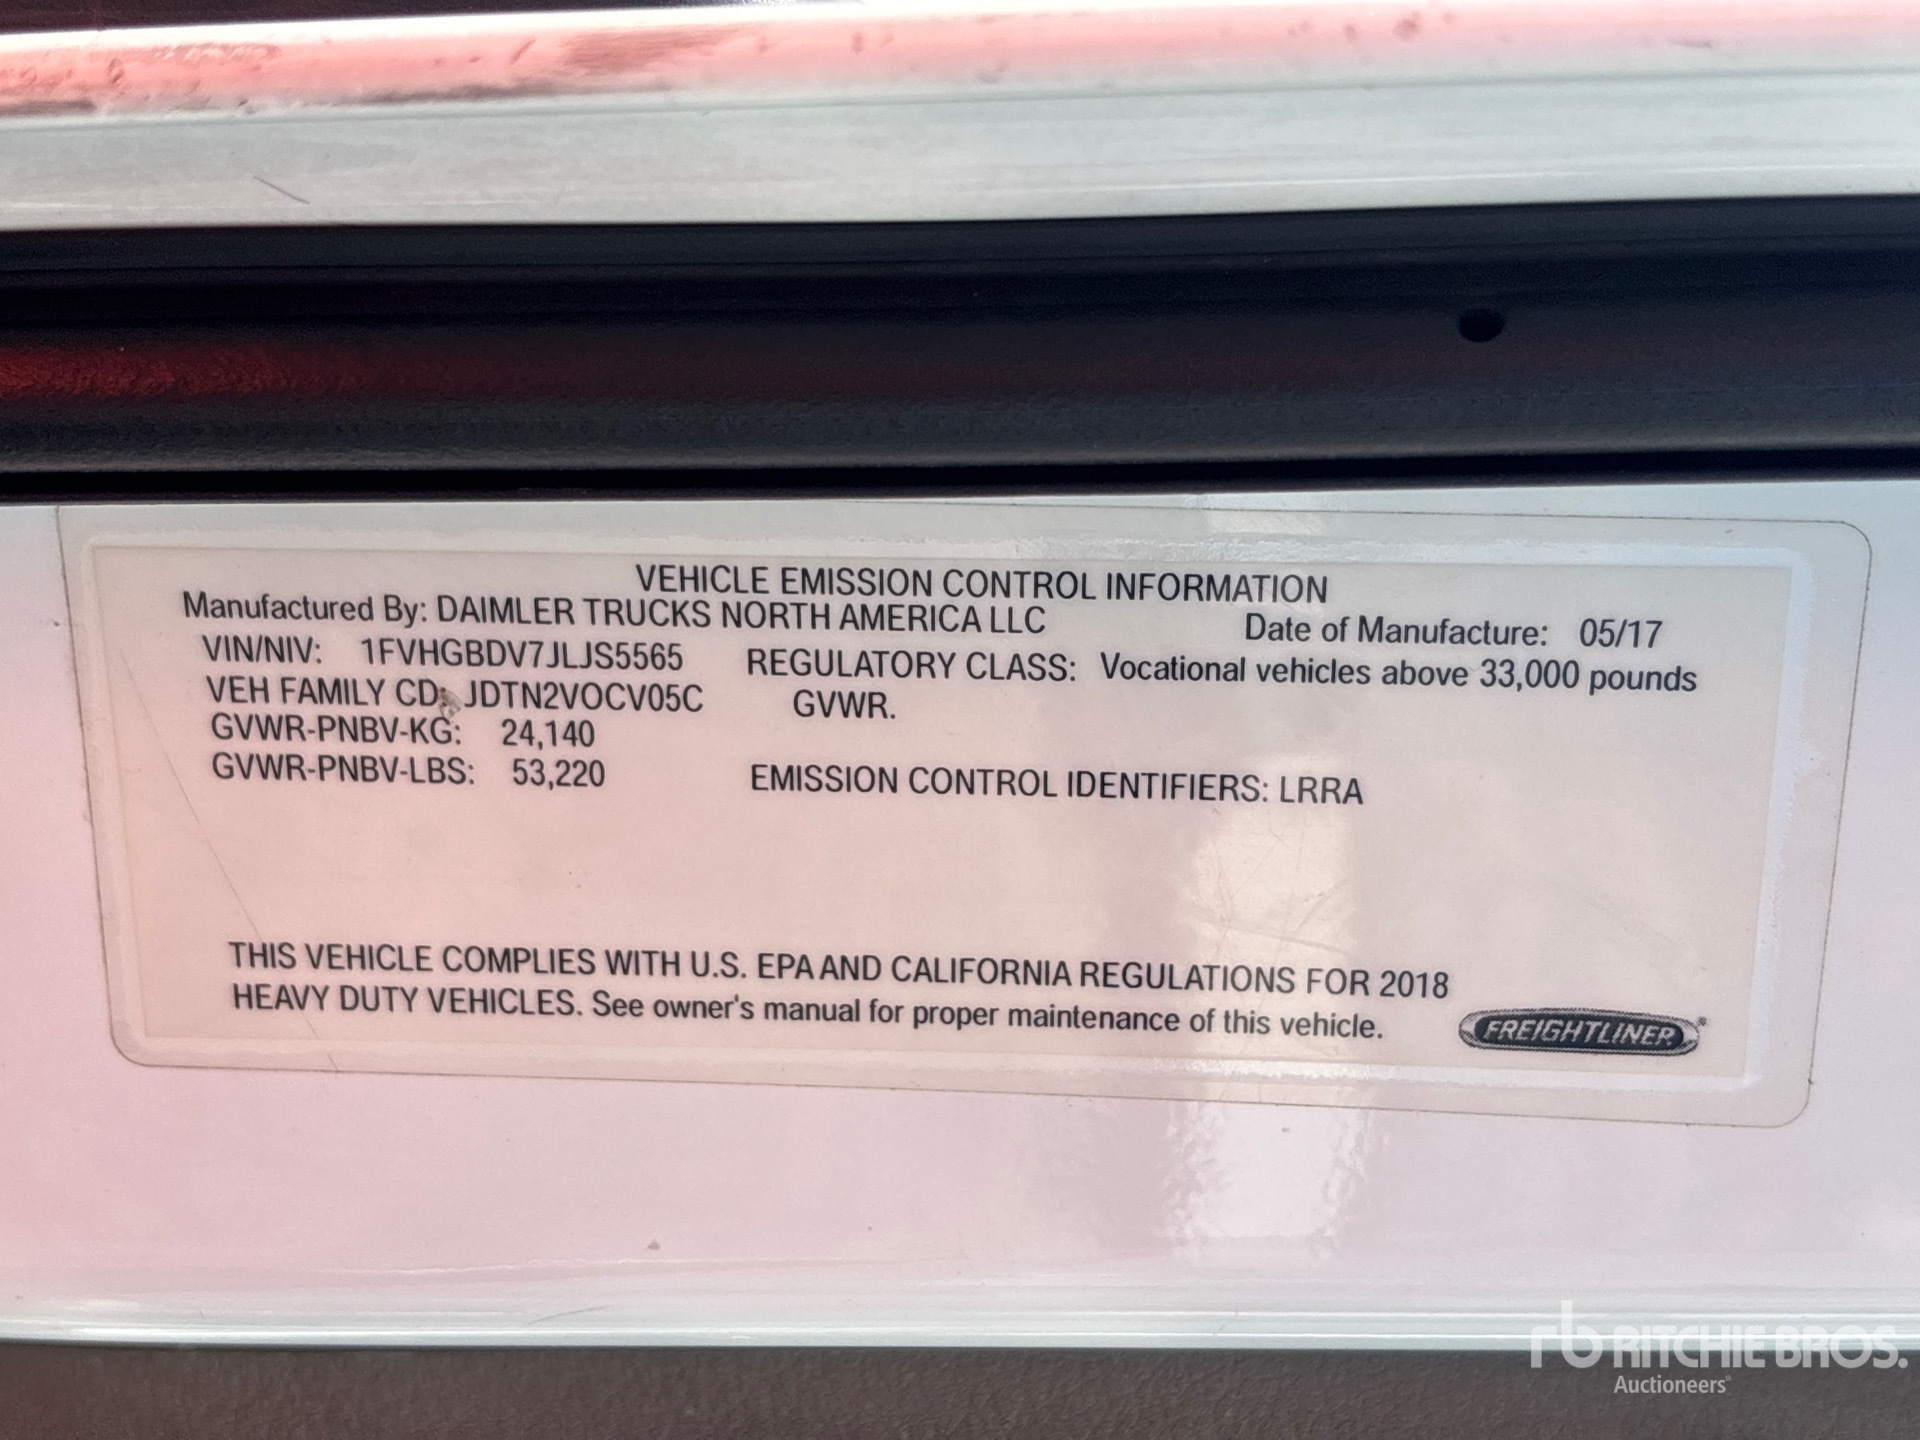 VEHICLE EMISSION CONTROL INFORMATION
Manufactured By: DAIMLER TRUCKS NORTH AMERICA LLC Date of Manufacture: 05/17
VIN/NIV: 1FVHGBDV7JLJS5565 REGULATORY CLASS: Vocational vehicles above 33,000 pounds
VEH FAMILY CD: JDTN2VOCV05C GVWR.
GVWR-PNBV-KG: 24,140
GVWR-PNBV-LBS: 53,220 EMISSION CONTROL IDENTIFIERS: LRRA
THIS VEHICLE COMPLIES WITH U.S. EPA AND CALIFORNIA REGULATIONS FOR 2018
HEAVY DUTY VEHICLES. See owner's manual for proper maintenance of this vehicle.
FREIGHTLINER®
rb RITCHIE BROS.
Auctioneers®